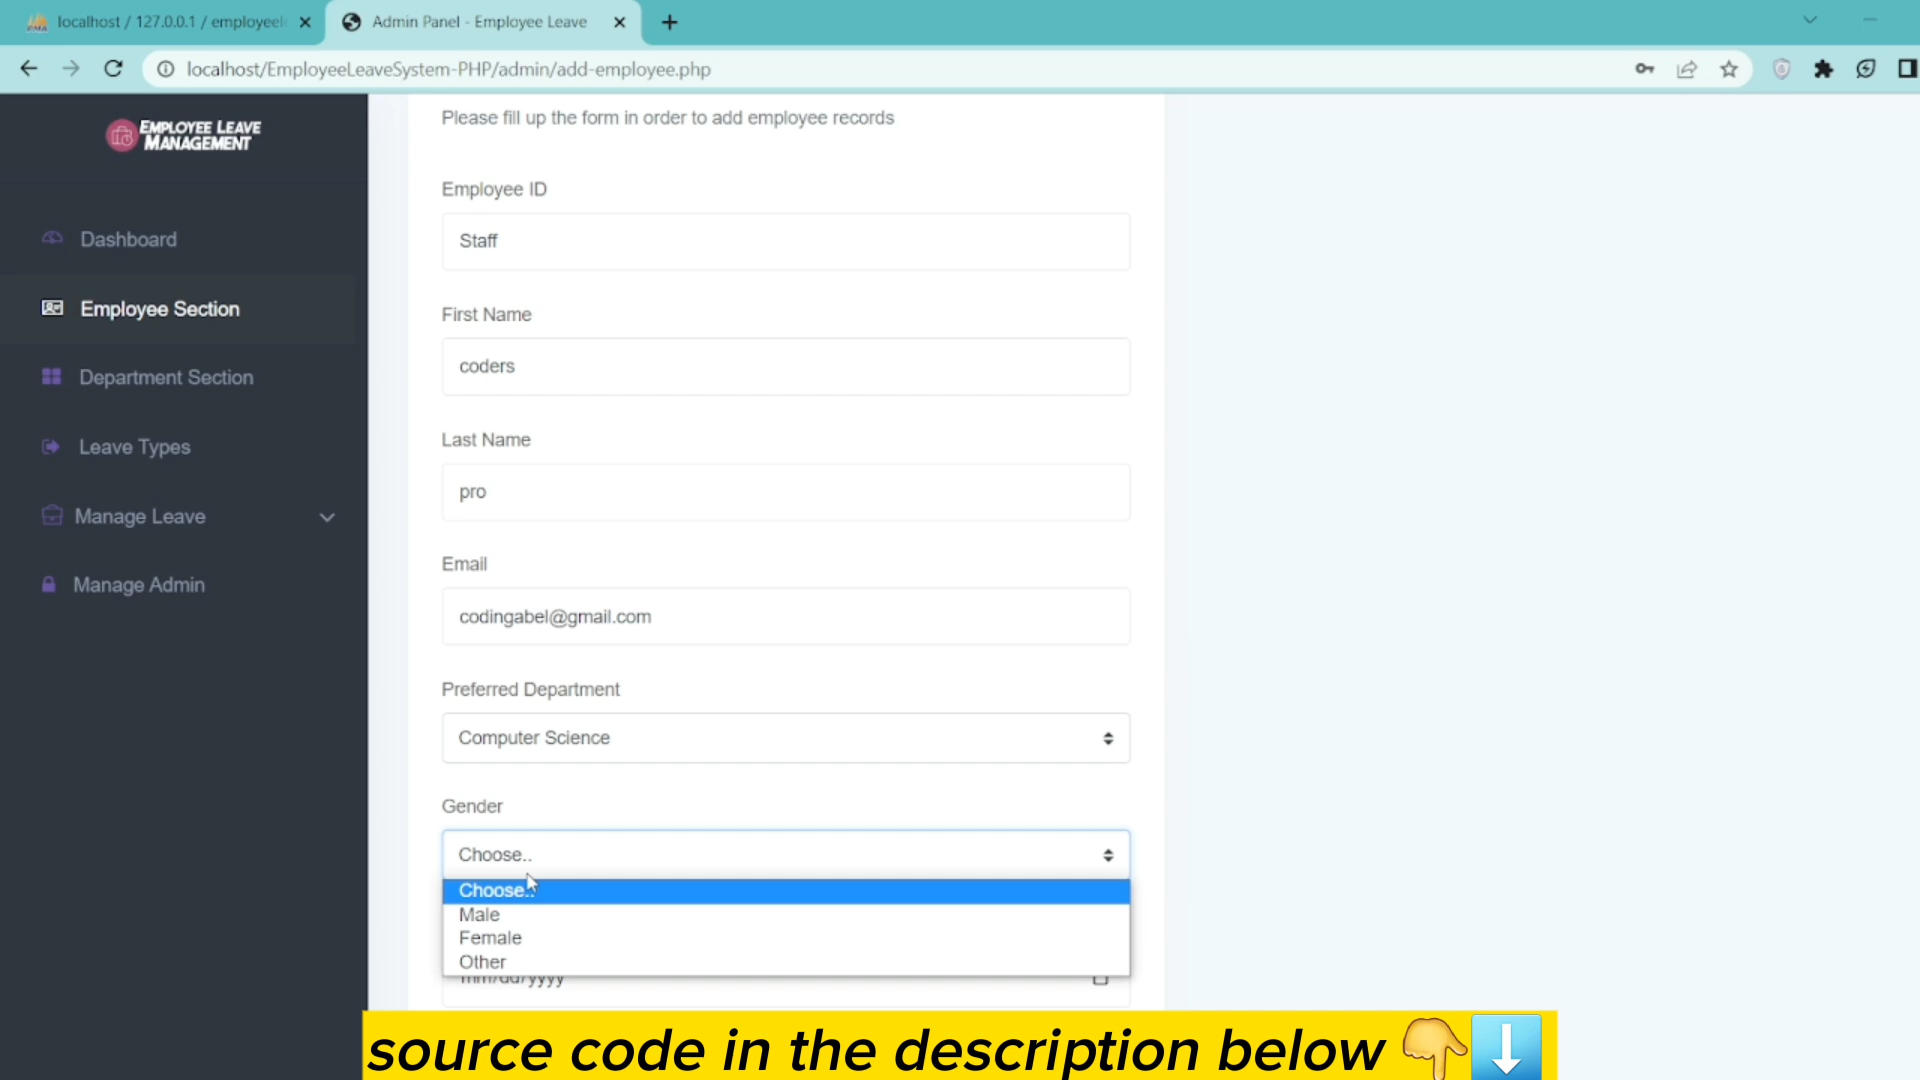 localhost / 127.0.0.1 / employeel
Admin Panel - Employee Leave
localhost/EmployeeLeaveSystem-PHP/admin/add-employee.php
EMPLOYEE LEAVE
MANAGEMENT
Dashboard
Employee Section
Department Section
Leave Types
Manage Leave
Manage Admin
Please fill up the form in order to add employee records
Employee ID
Staff
First Name
coders
Last Name
pro
Email
codingabel@gmail.com
Preferred Department
Computer Science
Gender
Choose..
Choose..
Male
Female
Other
mm/dd/yyyy
source code in the description below 👇⬇️